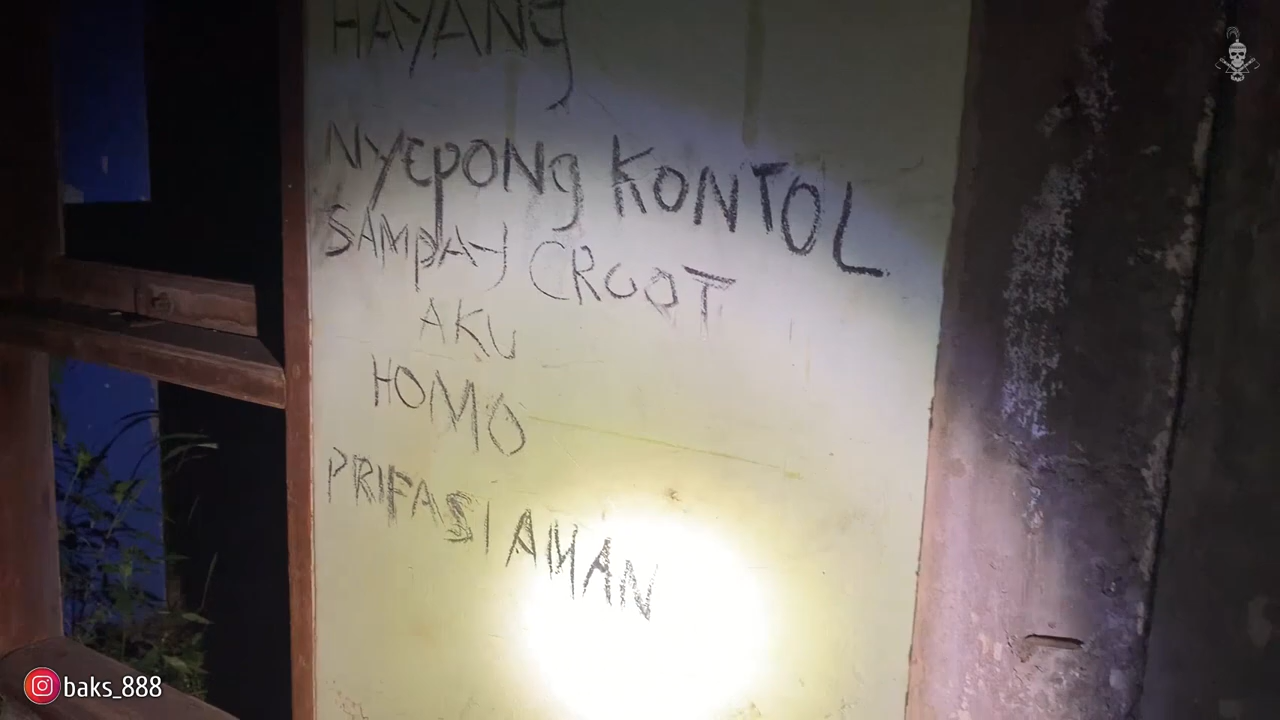 HAYANG
NYEPONG KONTOL
SAMPAY CROOT
AKU
HOMO
PRIFASI AMAN
baks_888